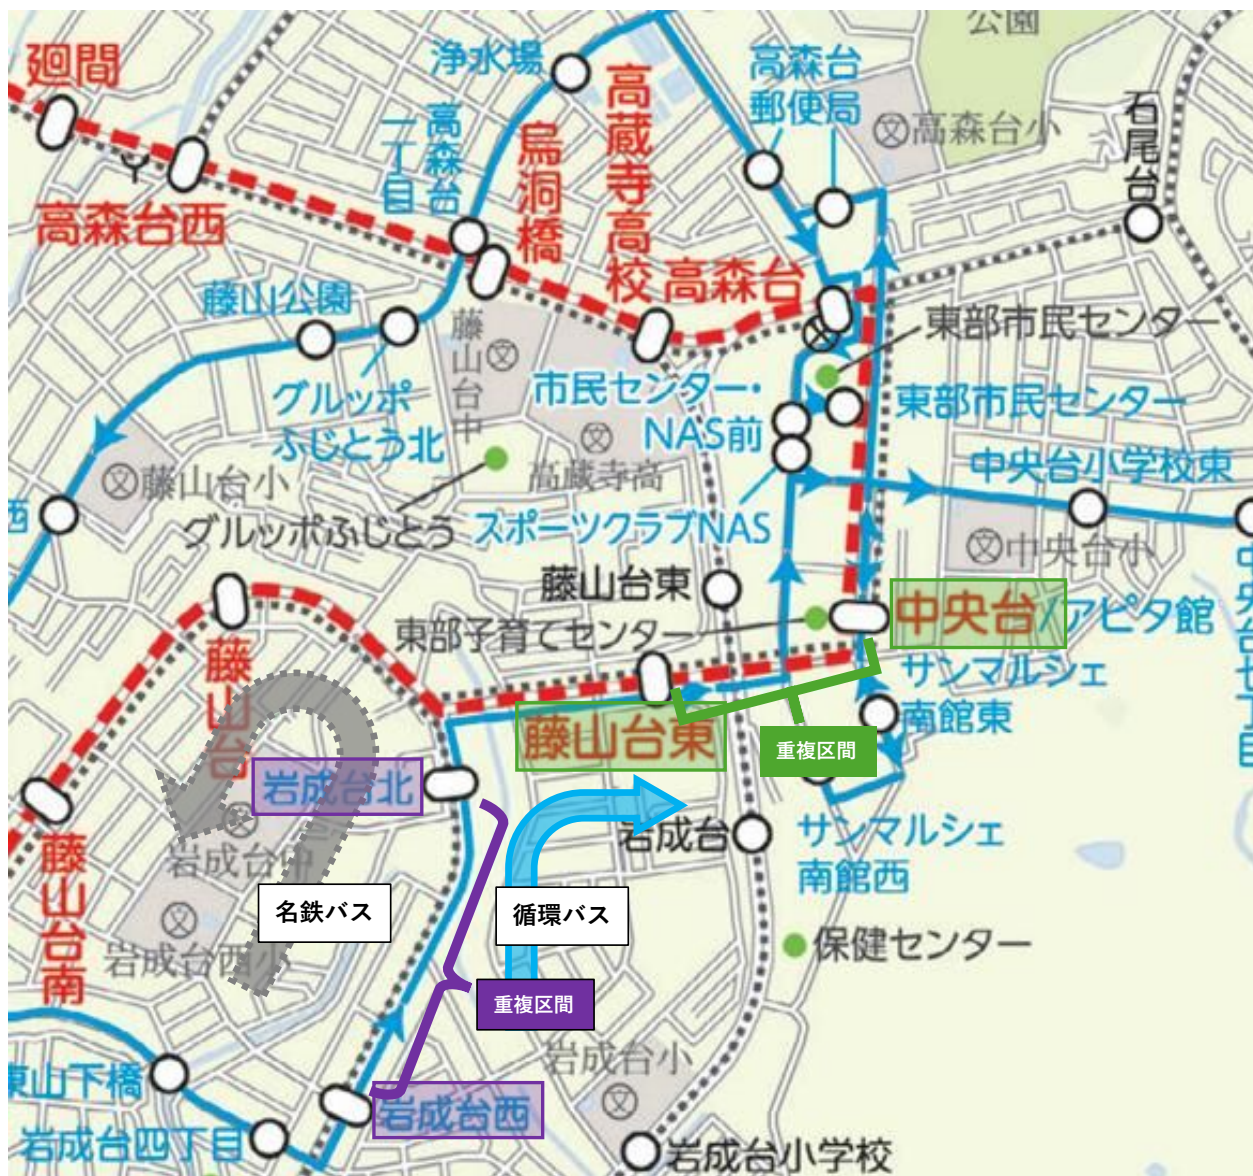 公園
廻間
浄水場
高森台
一丁目
烏洞橋
高蔵寺高校
高森台
郵便局
高森台小
石尾台
高森台西
高森台
藤山公園
藤山台中
東部市民センター
グルッポ
ふじとう北
市民センター・
NAS前
東部市民センター
藤山台小
高蔵寺高
中央台小学校東
西
グルッポふじとう
スポーツクラブNAS
中央台小
藤山台東
中央台/アピタ館
東部子育てセンター
中央台七丁目
藤山台
サンマルシェ
南館東
藤山台東
重複区間
岩成台北
岩成台
サンマルシェ
南館西
岩成台中
藤山台南
名鉄バス
循環バス
保健センター
岩成台西小
重複区間
岩成台小
東山下橋
岩成台西
岩成台四丁目
岩成台小学校